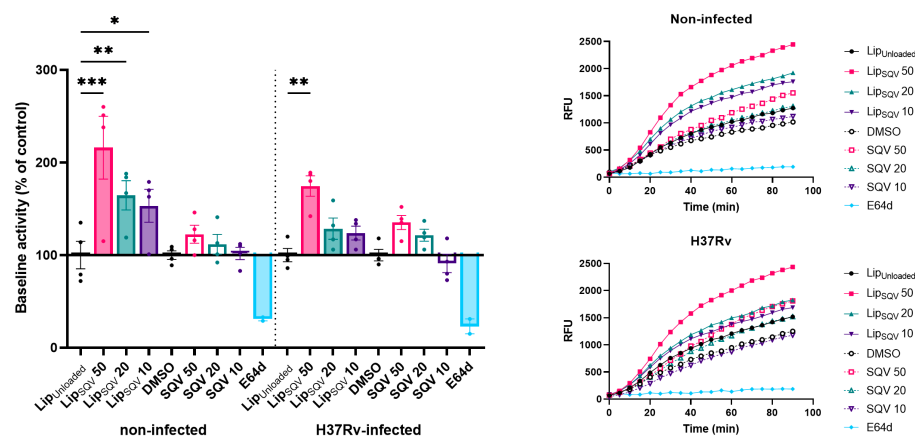 *
**
***
**
300
200
100
0
Baseline activity (% of control)
LipUnloaded
LipSQV 50
LipSQV 20
LipSQV 10
DMSO
SQV 50
SQV 20
SQV 10
E64d
LipUnloaded
LipSQV 50
LipSQV 20
LipSQV 10
DMSO
SQV 50
SQV 20
SQV 10
E64d
non-infected
H37Rv-infected
Non-infected
2500
2000
1500
1000
500
0
RFU
0 20 40 60 80 100
Time (min)
LipUnloaded
LipSQV 50
LipSQV 20
LipSQV 10
DMSO
SQV 50
SQV 20
SQV 10
E64d
H37Rv
2500
2000
1500
1000
500
0
RFU
0 20 40 60 80 100
Time (min)
LipUnloaded
LipSQV 50
LipSQV 20
LipSQV 10
DMSO
SQV 50
SQV 20
SQV 10
E64d